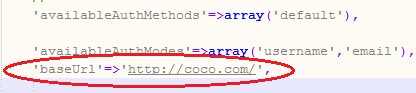 'availableAuthMethods'=>array('default'),
'availableAuthModes'=>array('username','email'),
'baseUrl'=>'http://coco.com/',